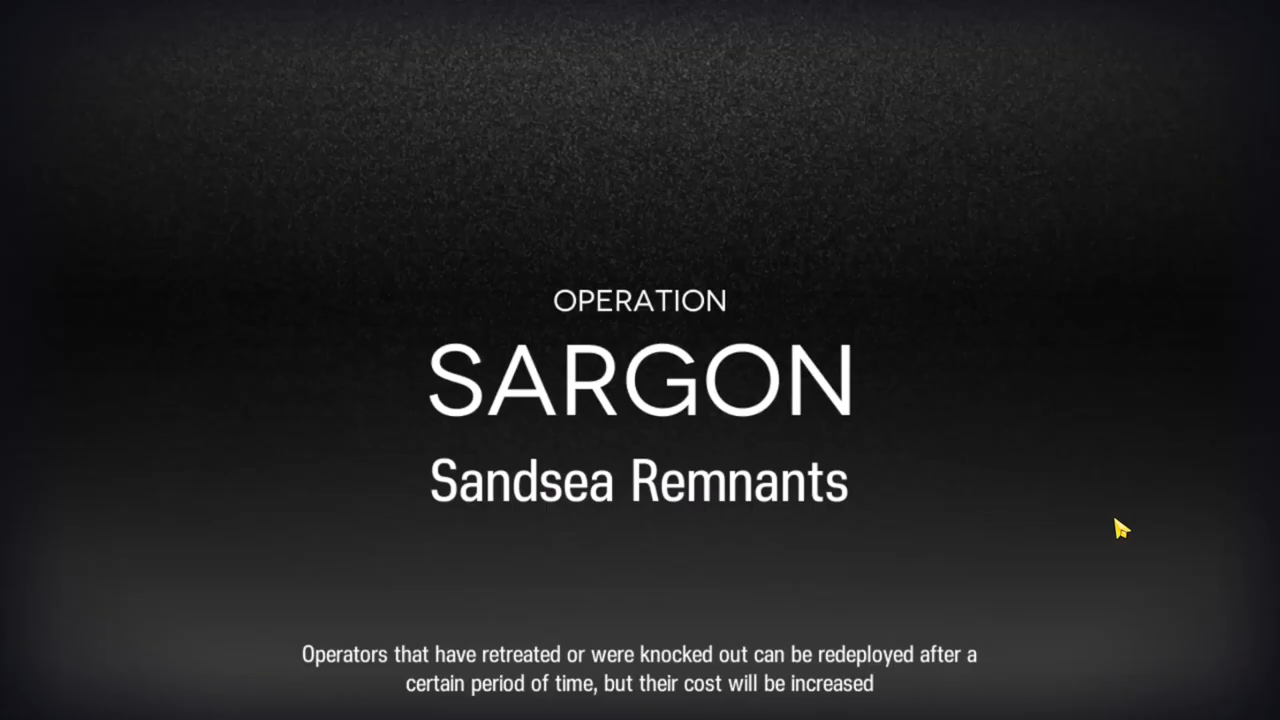 OPERATION
SARGON
Sandsea Remnants
Operators that have retreated or were knocked out can be redeployed after a
certain period of time, but their cost will be increased